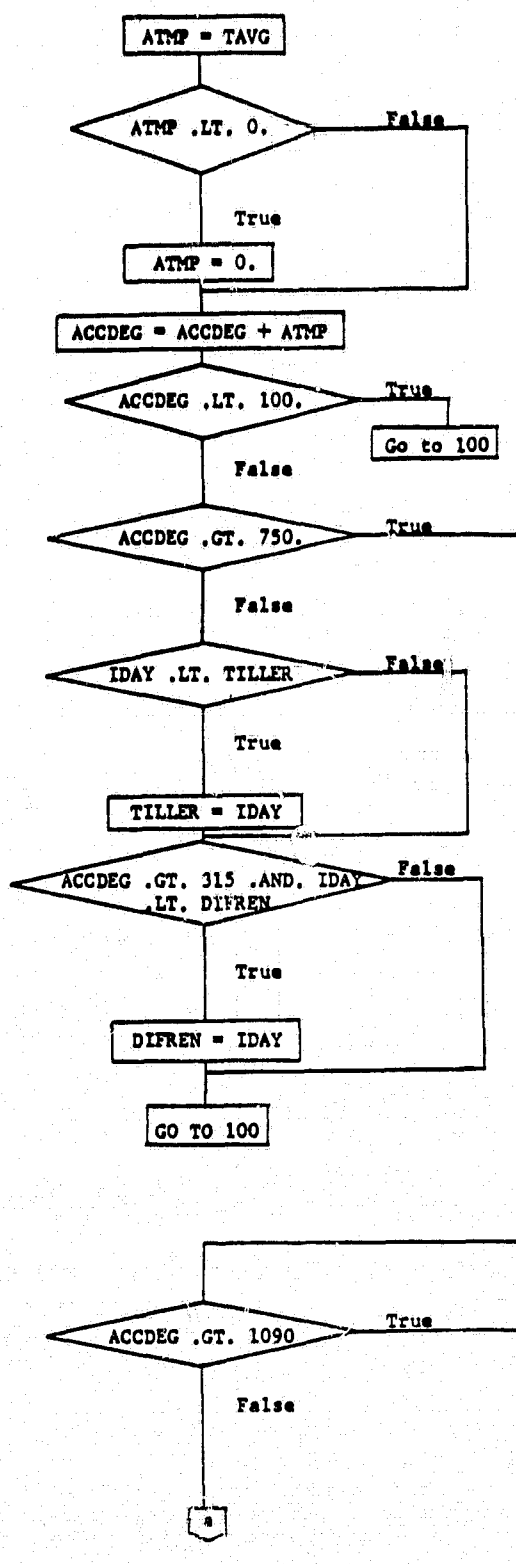 ATMP = TAVG
ATMP .LT. 0.
False
True
ATMP = 0.
ACCDEG = ACCDEG + ATMP
ACCDEG .LT. 100.
True
Go to 100
False
ACCDEG .GT. 750.
True
False
IDAY .LT. TILLER
False
True
TILLER = IDAY
ACCDEG .GT. 315 .AND. IDAY
.LT. DIFREN
False
True
DIFREN = IDAY
GO TO 100
ACCDEG .GT. 1090
True
False
a